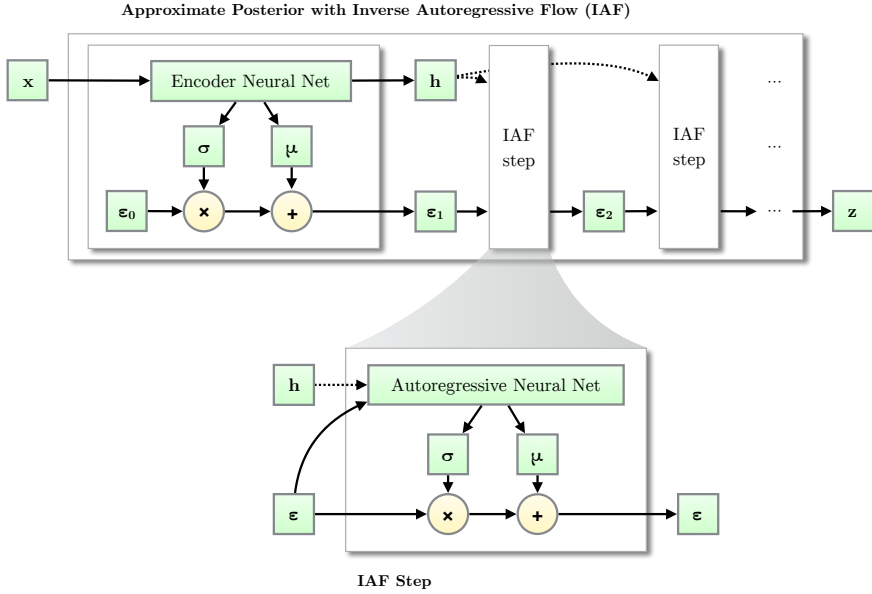 Approximate Posterior with Inverse Autoregressive Flow (IAF)
x
Encoder Neural Net
h
IAF
step
IAF
step
...
σ
μ
...
ε0
×
+
ε1
ε2
...
z
h
Autoregressive Neural Net
σ
μ
ε
×
+
ε
IAF Step